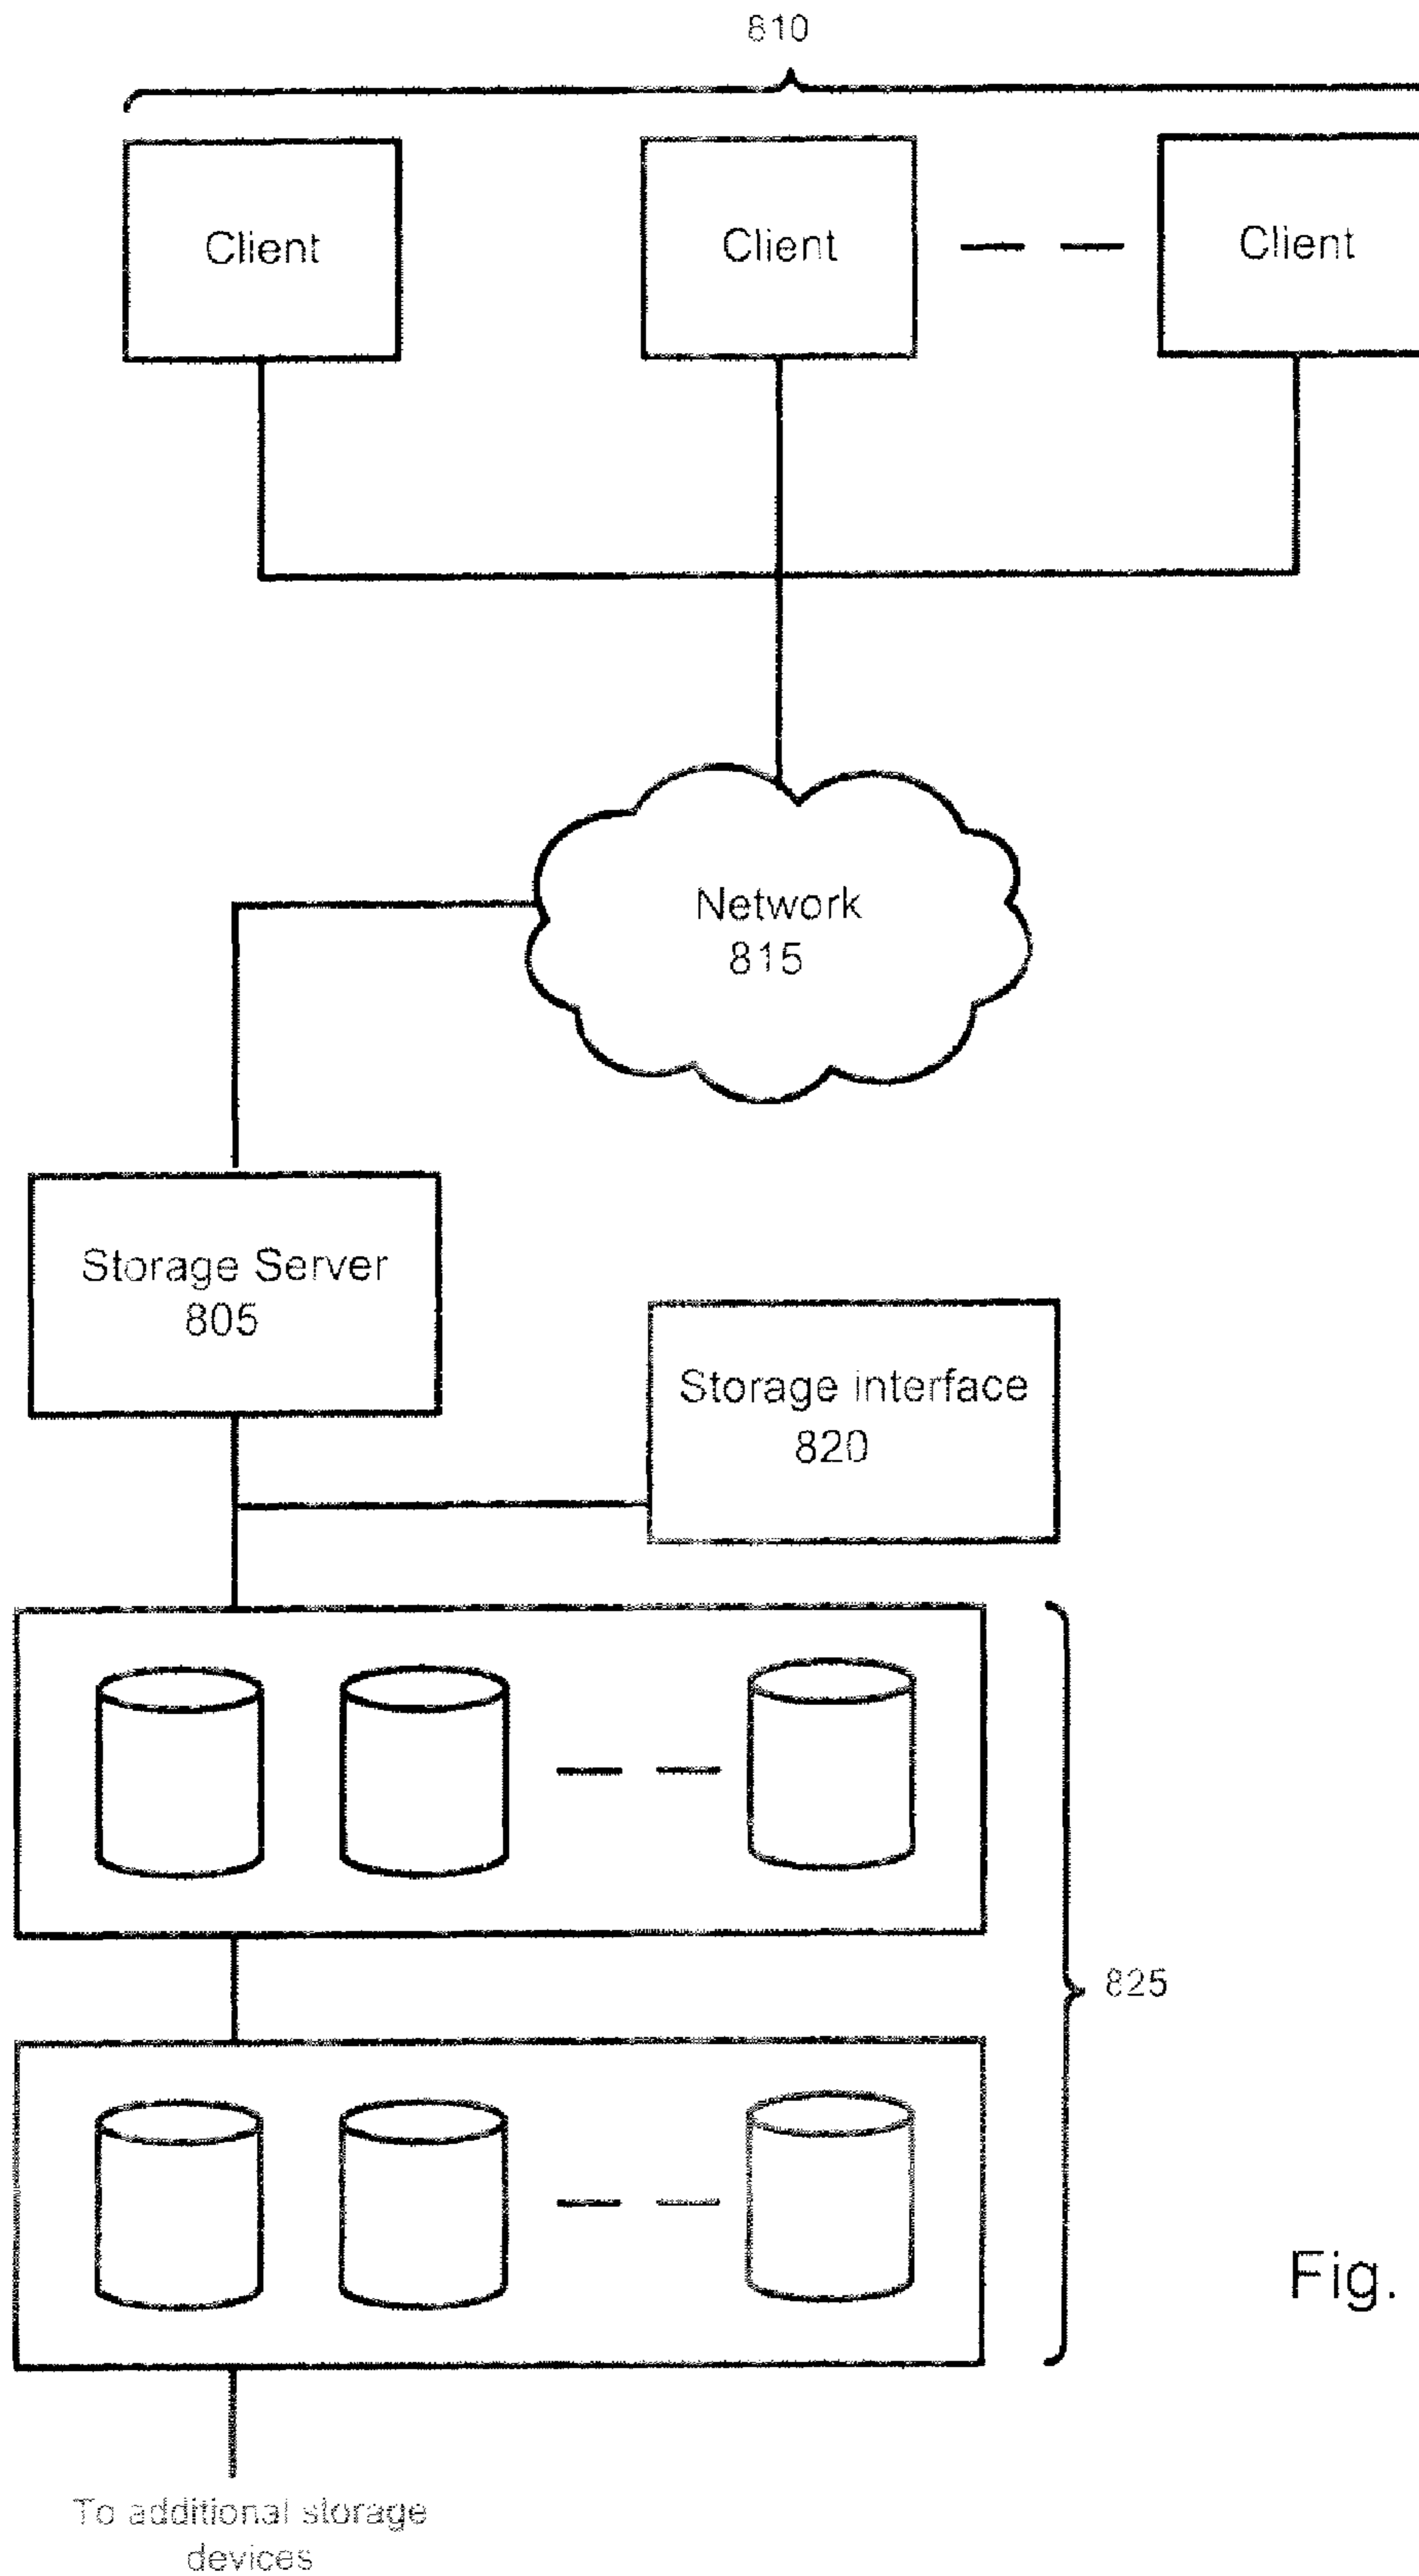 810
Client
Client
Client
Network
815
Storage Server
805
Storage interface
820
825
Fig.
To additional storage
devices